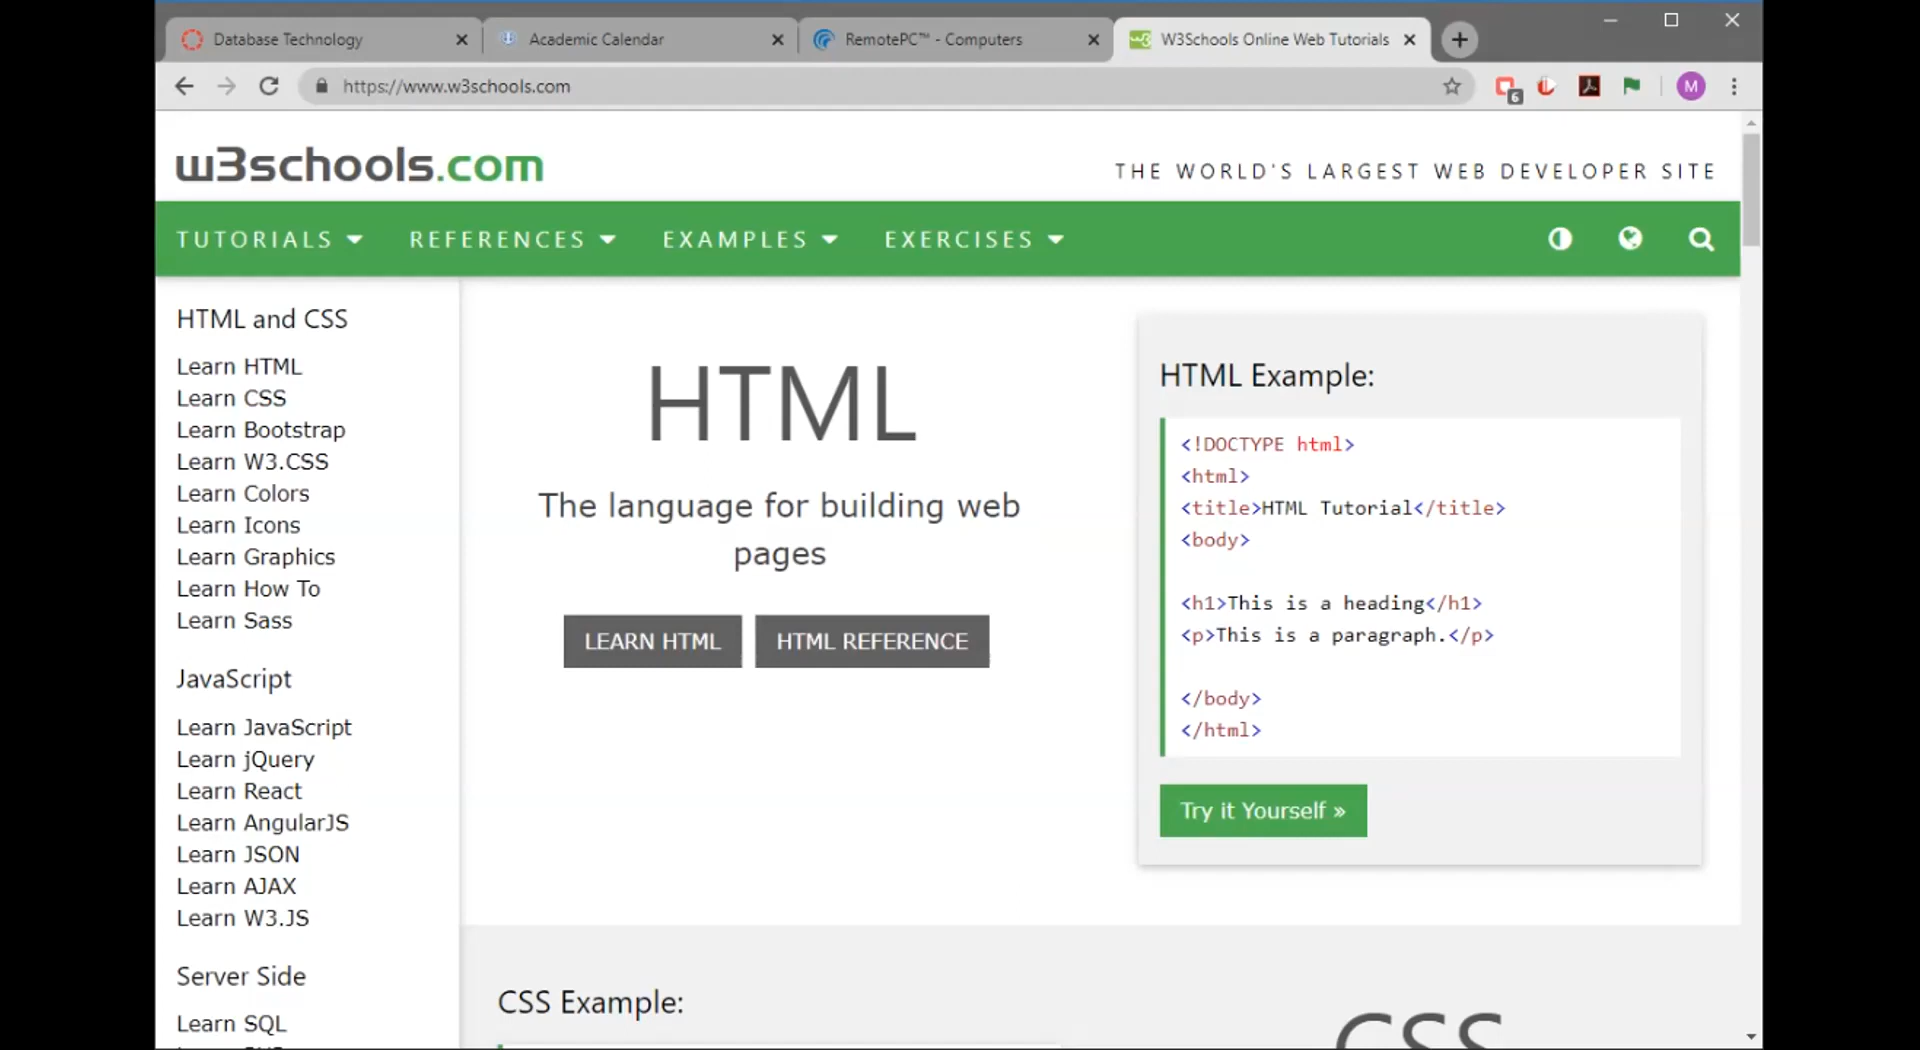 Database Technology
Academic Calendar
RemotePC™ - Computers
W3Schools Online Web Tutorials
https://www.w3schools.com
6
M
w3schools.com
THE WORLD'S LARGEST WEB DEVELOPER SITE
TUTORIALS
REFERENCES
EXAMPLES
EXERCISES
HTML and CSS
Learn HTML
Learn CSS
Learn Bootstrap
Learn W3.CSS
Learn Colors
Learn Icons
Learn Graphics
Learn How To
Learn Sass
JavaScript
Learn JavaScript
Learn jQuery
Learn React
Learn AngularJS
Learn JSON
Learn AJAX
Learn W3.JS
Server Side
Learn SQL
HTML
The language for building web
pages
LEARN HTML
HTML REFERENCE
HTML Example:
<!DOCTYPE html>
<html>
<title>HTML Tutorial</title>
<body>
<h1>This is a heading</h1>
<p>This is a paragraph.</p>
</body>
</html>
Try it Yourself »
CSS Example:
CSS